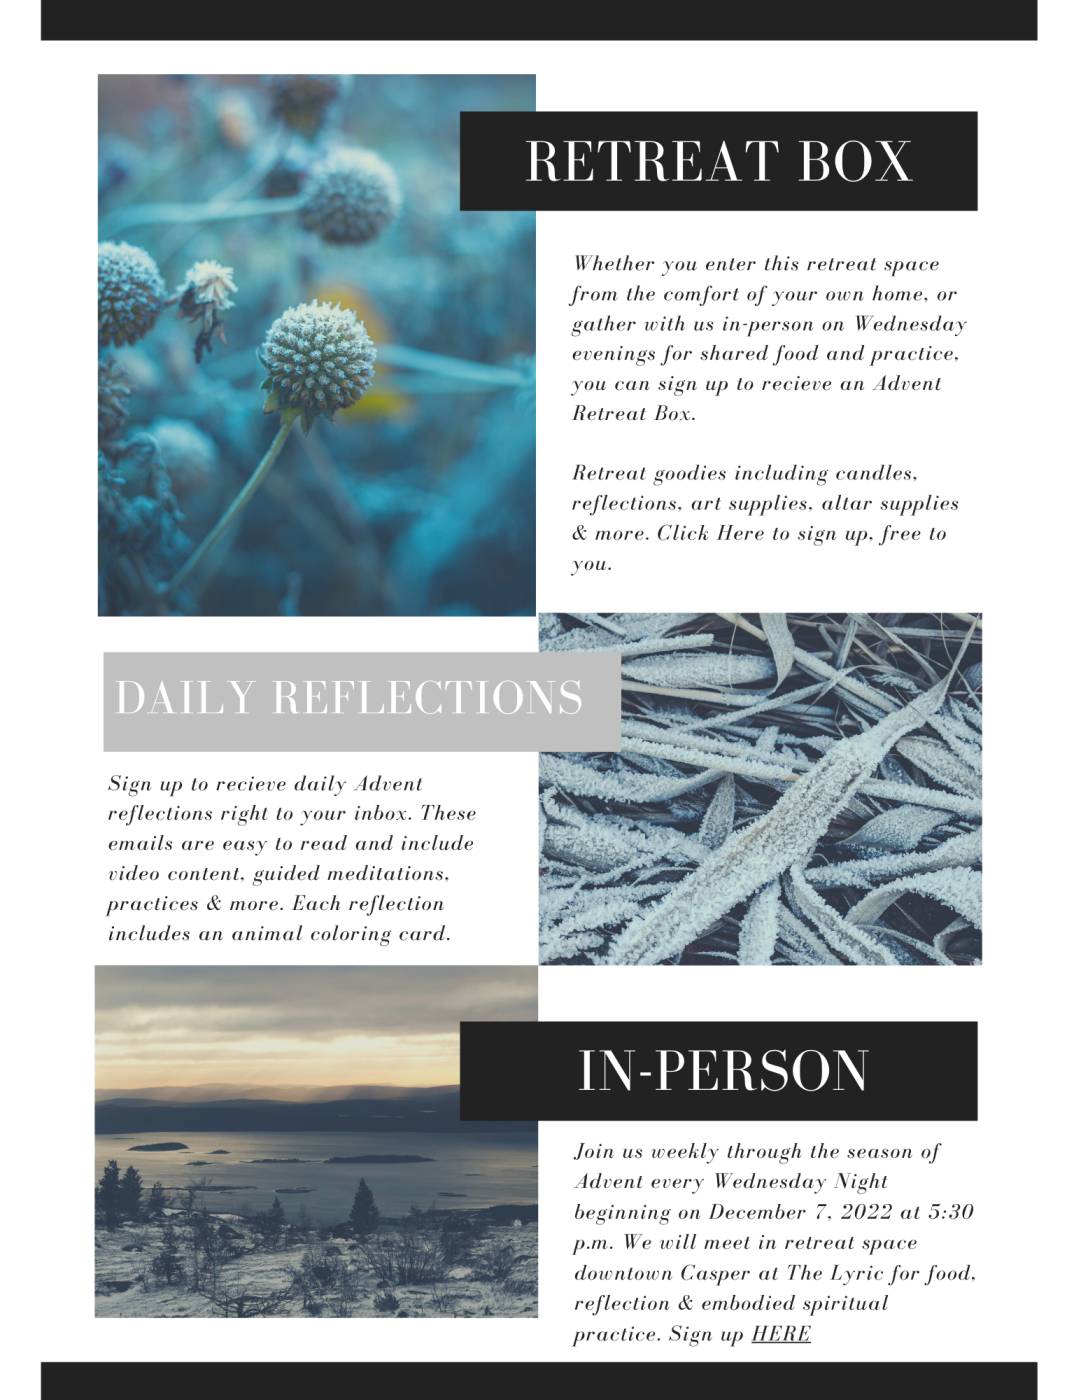 RETREAT BOX
Whether you enter this retreat space
from the comfort of your own home, or
gather with us in-person on Wednesday
evenings for shared food and practice,
you can sign up to recieve an Advent
Retreat Box.
Retreat goodies including candles,
reflections, art supplies, altar supplies
& more. Click Here to sign up, free to
you.
DAILY REFLECTIONS
Sign up to recieve daily Advent
reflections right to your inbox. These
emails are easy to read and include
video content, guided meditations,
practices & more. Each reflection
includes an animal coloring card.
IN-PERSON
Join us weekly through the season of
Advent every Wednesday Night
beginning on December 7, 2022 at 5:30
p.m. We will meet in retreat space
downtown Casper at The Lyric for food,
reflection & embodied spiritual
practice. Sign up HERE